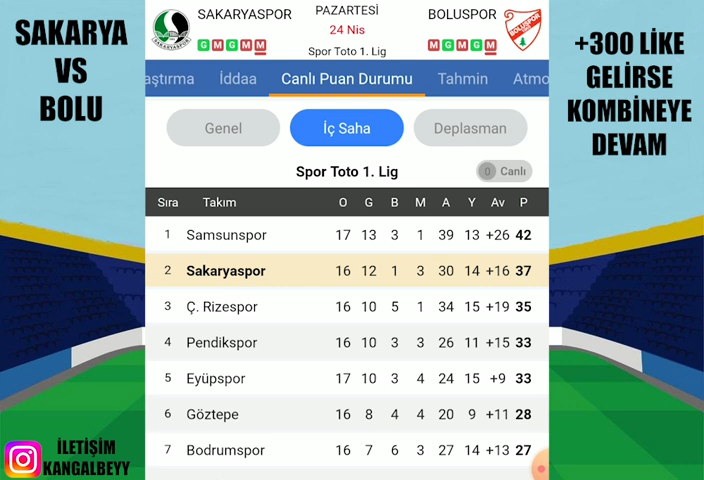 SAKARYA
VS
BOLU
SAKARYASPOR
G M G M M
PAZARTESİ
24 Nis
Spor Toto 1. Lig
BOLUSPOR
M G M G M
+300 LİKE
GELİRSE
KOMBİNEYE
DEVAM
aştırma İddaa Canlı Puan Durumu Tahmin Atmo
Genel İç Saha Deplasman
Spor Toto 1. Lig 0 Canlı
Sıra Takım O G B M A Y Av P
1 Samsunspor 17 13 3 1 39 13 +26 42
2 Sakaryaspor 16 12 1 3 30 14 +16 37
3 Ç. Rizespor 16 10 5 1 34 15 +19 35
4 Pendikspor 16 10 3 3 26 11 +15 33
5 Eyüpspor 17 10 3 4 24 15 +9 33
6 Göztepe 16 8 4 4 20 9 +11 28
7 Bodrumspor 16 7 6 3 27 14 +13 27
İLETİŞİM
KANGALBEYY